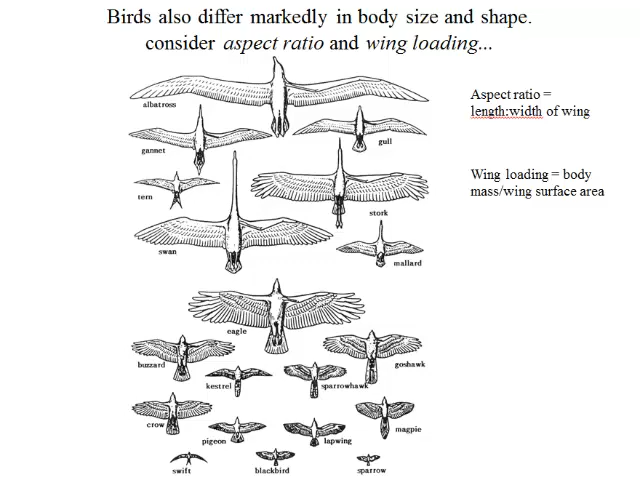 Birds also differ markedly in body size and shape.
consider aspect ratio and wing loading...
albatross
Aspect ratio =
length:width of wing
gannet
gull
Wing loading = body
mass/wing surface area
tern
stork
swan
mallard
eagle
buzzard
goshawk
kestrel
sparrowhawk
crow
pigeon
lapwing
magpie
swift
blackbird
sparrow